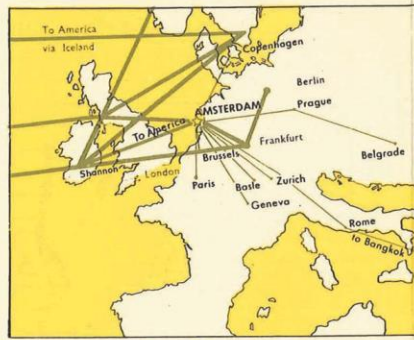 To America
via Iceland
Copenhagen
Berlin
AMSTERDAM
Prague
To America
Frankfurt
Brussels
Belgrade
Shannon
London
Paris
Basle
Zurich
Geneva
Rome
to Bangkok